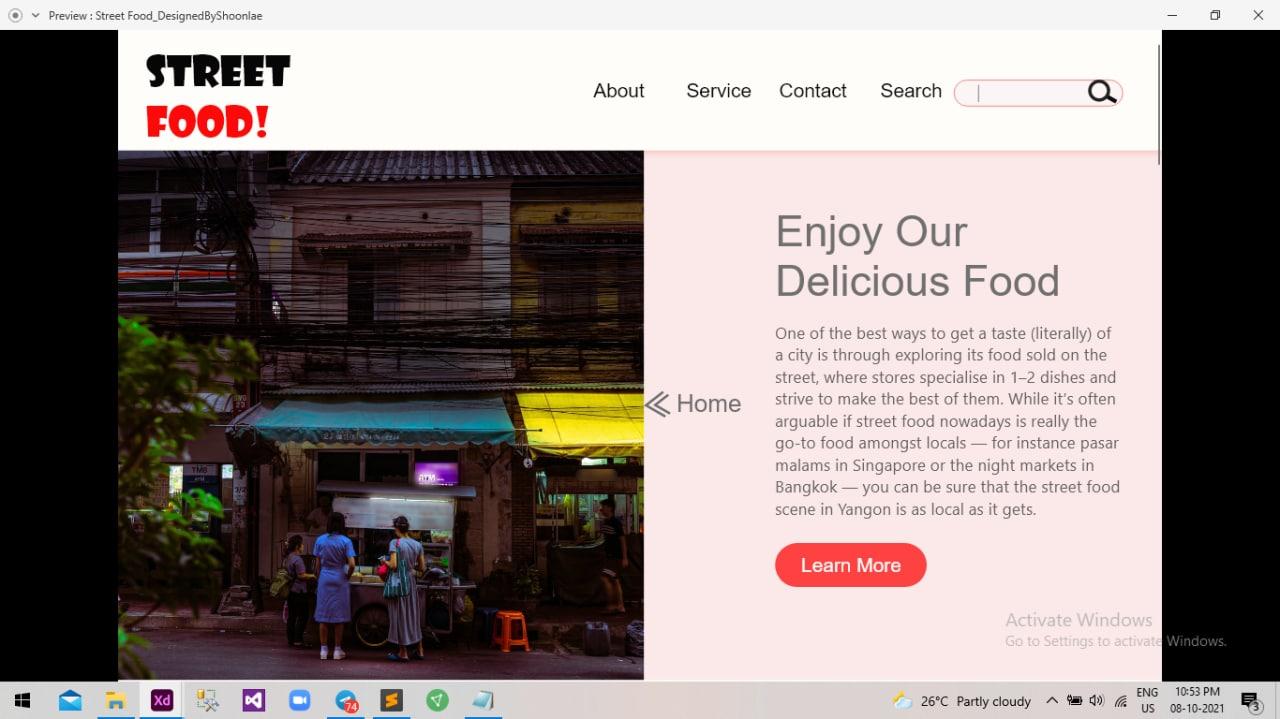 Preview : Street Food_DesignedByShoonlae
STREET
FOOD!
About Service Contact Search
Enjoy Our
Delicious Food
One of the best ways to get a taste (literally) of
a city is through exploring its food sold on the
street, where stores specialise in 1–2 dishes and
strive to make the best of them. While it's often
arguable if street food nowadays is really the
go-to food amongst locals — for instance pasar
malams in Singapore or the night markets in
Bangkok — you can be sure that the street food
scene in Yangon is as local as it gets.
Home
Learn More
TMB
ATM
Activate Windows
Go to Settings to activate Windows.
Xd
74
26°C Partly cloudy
ENG
US
10:53 PM
08-10-2021
3